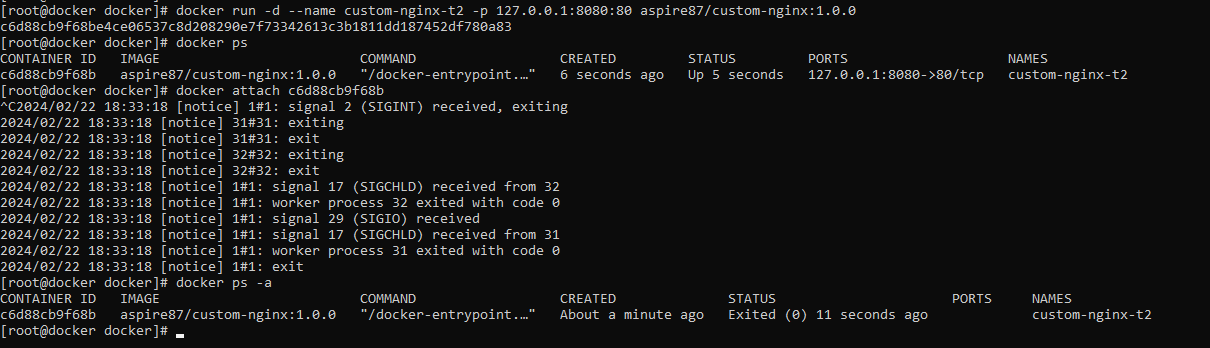 [root@docker docker]# docker run -d --name custom-nginx-t2 -p 127.0.0.1:8080:80 aspire87/custom-nginx:1.0.0
c6d88cb9f68be4ce06537c8d208290e7f73342613c3b1811dd187452df780a83
[root@docker docker]# docker ps
CONTAINER ID   IMAGE                        COMMAND                  CREATED         STATUS         PORTS                    NAMES
c6d88cb9f68b   aspire87/custom-nginx:1.0.0   "/docker-entrypoint.…"   6 seconds ago   Up 5 seconds   127.0.0.1:8080->80/tcp   custom-nginx-t2
[root@docker docker]# docker attach c6d88cb9f68b
^C2024/02/22 18:33:18 [notice] 1#1: signal 2 (SIGINT) received, exiting
2024/02/22 18:33:18 [notice] 31#31: exiting
2024/02/22 18:33:18 [notice] 31#31: exit
2024/02/22 18:33:18 [notice] 32#32: exiting
2024/02/22 18:33:18 [notice] 32#32: exit
2024/02/22 18:33:18 [notice] 1#1: signal 17 (SIGCHLD) received from 32
2024/02/22 18:33:18 [notice] 1#1: worker process 32 exited with code 0
2024/02/22 18:33:18 [notice] 1#1: signal 29 (SIGIO) received
2024/02/22 18:33:18 [notice] 1#1: signal 17 (SIGCHLD) received from 31
2024/02/22 18:33:18 [notice] 1#1: worker process 31 exited with code 0
2024/02/22 18:33:18 [notice] 1#1: exit
[root@docker docker]# docker ps -a
CONTAINER ID   IMAGE                        COMMAND                  CREATED              STATUS                      PORTS     NAMES
c6d88cb9f68b   aspire87/custom-nginx:1.0.0   "/docker-entrypoint.…"   About a minute ago   Exited (0) 11 seconds ago             custom-nginx-t2
[root@docker docker]#